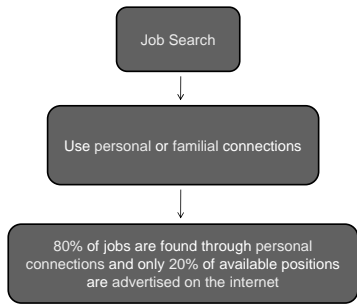 Job Search
Use personal or familial connections
80% of jobs are found through personal
connections and only 20% of available positions
are advertised on the internet